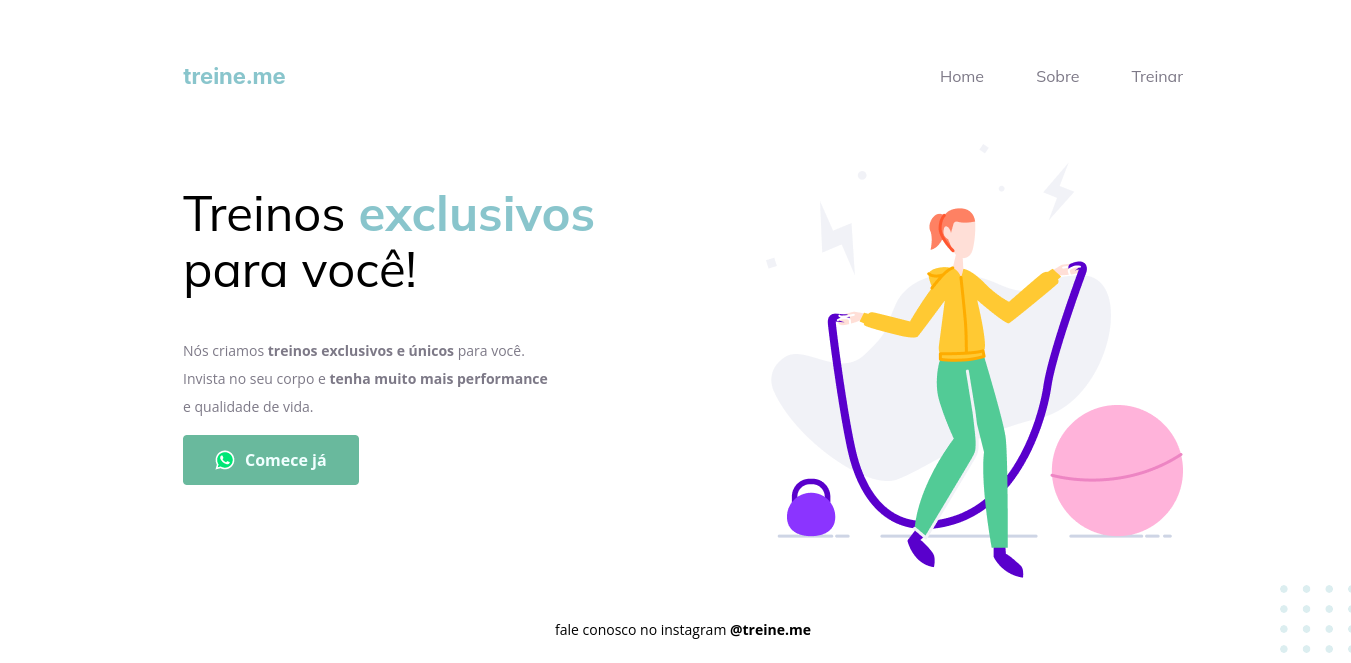 treine.me
Home
Sobre
Treinar
Treinos exclusivos
para você!
Nós criamos treinos exclusivos e únicos para você.
Invista no seu corpo e tenha muito mais performance
e qualidade de vida.
Comece já
fale conosco no instagram @treine.me